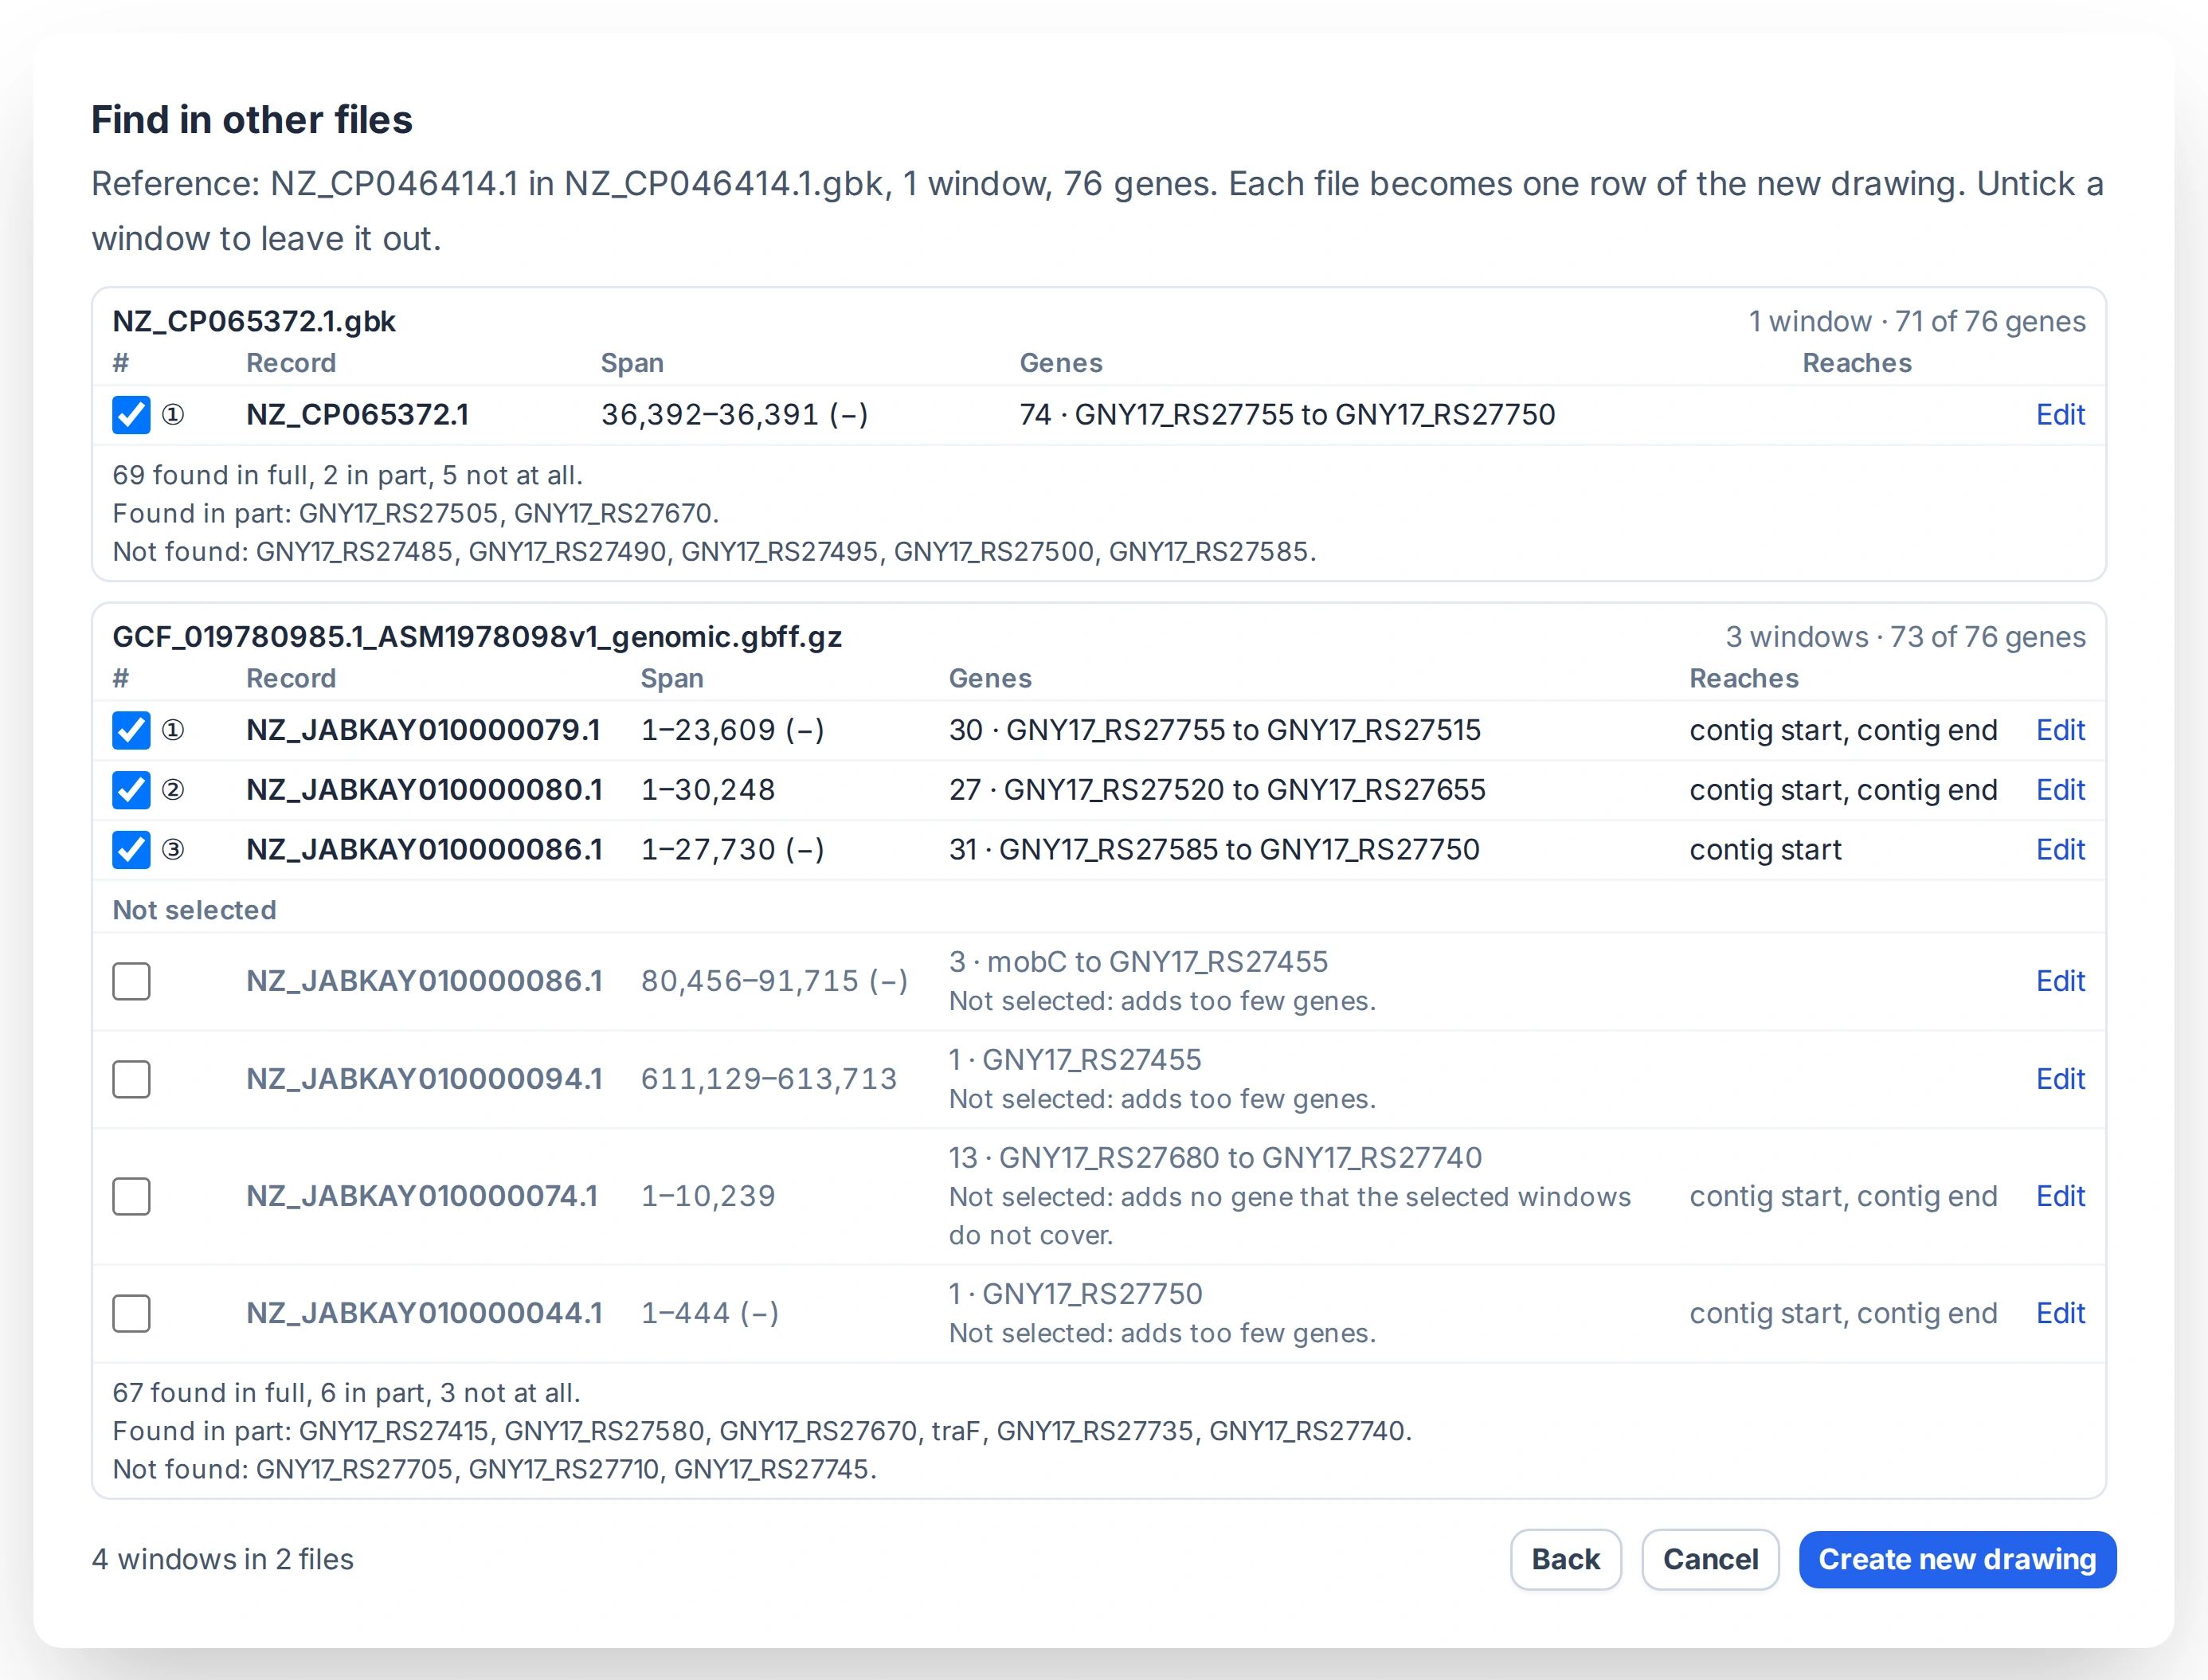 Find in other files
Reference: NZ_CP046414.1 in NZ_CP046414.1.gbk, 1 window, 76 genes. Each file becomes one row of the new drawing. Untick a
window to leave it out.
NZ_CP065372.1.gbk 1 window · 71 of 76 genes
# Record Span Genes Reaches
① NZ_CP065372.1 36,392–36,391 (−) 74 · GNY17_RS27755 to GNY17_RS27750 Edit
69 found in full, 2 in part, 5 not at all.
Found in part: GNY17_RS27505, GNY17_RS27670.
Not found: GNY17_RS27485, GNY17_RS27490, GNY17_RS27495, GNY17_RS27500, GNY17_RS27585.
GCF_019780985.1_ASM1978098v1_genomic.gbff.gz 3 windows · 73 of 76 genes
# Record Span Genes Reaches
① NZ_JABKAY010000079.1 1–23,609 (−) 30 · GNY17_RS27755 to GNY17_RS27515 contig start, contig end Edit
② NZ_JABKAY010000080.1 1–30,248 27 · GNY17_RS27520 to GNY17_RS27655 contig start, contig end Edit
③ NZ_JABKAY010000086.1 1–27,730 (−) 31 · GNY17_RS27585 to GNY17_RS27750 contig start Edit
Not selected
NZ_JABKAY010000086.1 80,456–91,715 (−) 3 · mobC to GNY17_RS27455 Edit
Not selected: adds too few genes.
NZ_JABKAY010000094.1 611,129–613,713 1 · GNY17_RS27455 Edit
Not selected: adds too few genes.
NZ_JABKAY010000074.1 1–10,239 13 · GNY17_RS27680 to GNY17_RS27740 contig start, contig end Edit
Not selected: adds no gene that the selected windows
do not cover.
NZ_JABKAY010000044.1 1–444 (−) 1 · GNY17_RS27750 contig start, contig end Edit
Not selected: adds too few genes.
67 found in full, 6 in part, 3 not at all.
Found in part: GNY17_RS27415, GNY17_RS27580, GNY17_RS27670, traF, GNY17_RS27735, GNY17_RS27740.
Not found: GNY17_RS27705, GNY17_RS27710, GNY17_RS27745.
4 windows in 2 files Back Cancel Create new drawing